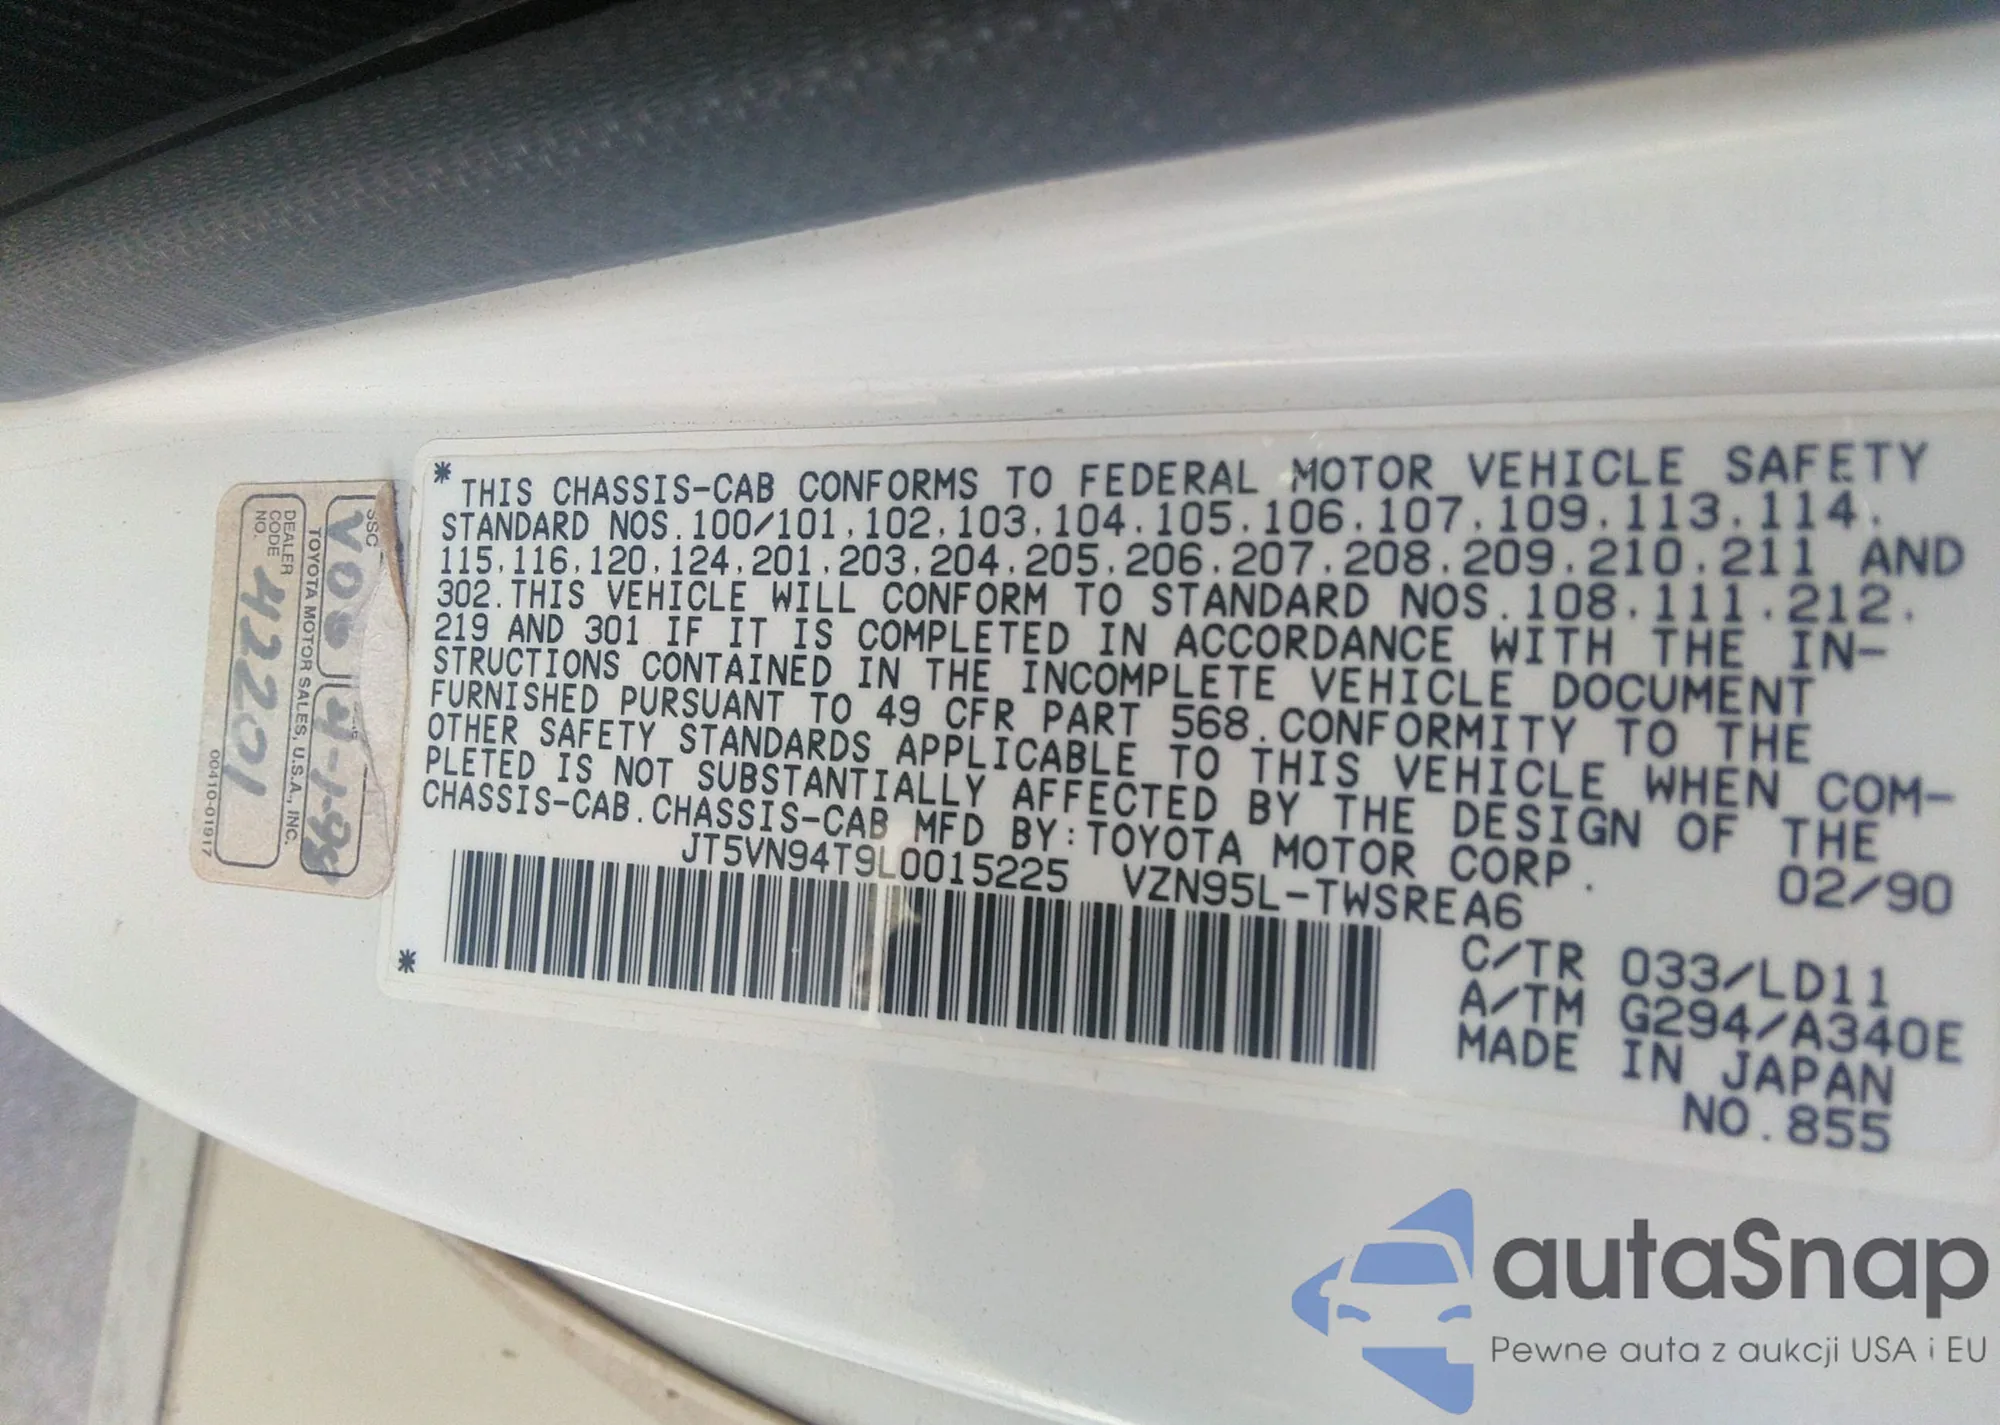 * THIS CHASSIS-CAB CONFORMS TO FEDERAL MOTOR VEHICLE SAFETY
STANDARD NOS.100/101,102,103,104,105,106,107,109,113,114,
115,116,120,124,201,203,204,205,206,207,208,209,210,211 AND
302.THIS VEHICLE WILL CONFORM TO STANDARD NOS.108,111,212,
219 AND 301 IF IT IS COMPLETED IN ACCORDANCE WITH THE IN-
STRUCTIONS CONTAINED IN THE INCOMPLETE VEHICLE DOCUMENT
FURNISHED PURSUANT TO 49 CFR PART 568.CONFORMITY TO THE
OTHER SAFETY STANDARDS APPLICABLE TO THIS VEHICLE WHEN COM-
PLETED IS NOT SUBSTANTIALLY AFFECTED BY THE DESIGN OF THE
CHASSIS-CAB.CHASSIS-CAB MFD BY:TOYOTA MOTOR CORP. 02/90
JT5VN94T9L0015225 VZN95L-TWSREA6
*
C/TR 033/LD11
A/TM G294/A340E
MADE IN JAPAN
NO.855
SSC
V06
4-1-94
TOYOTA MOTOR SALES, U.S.A., INC.
DEALER
CODE
NO.
42201
00410-01917
autaSnap
Pewne auta z aukcji USA i EU